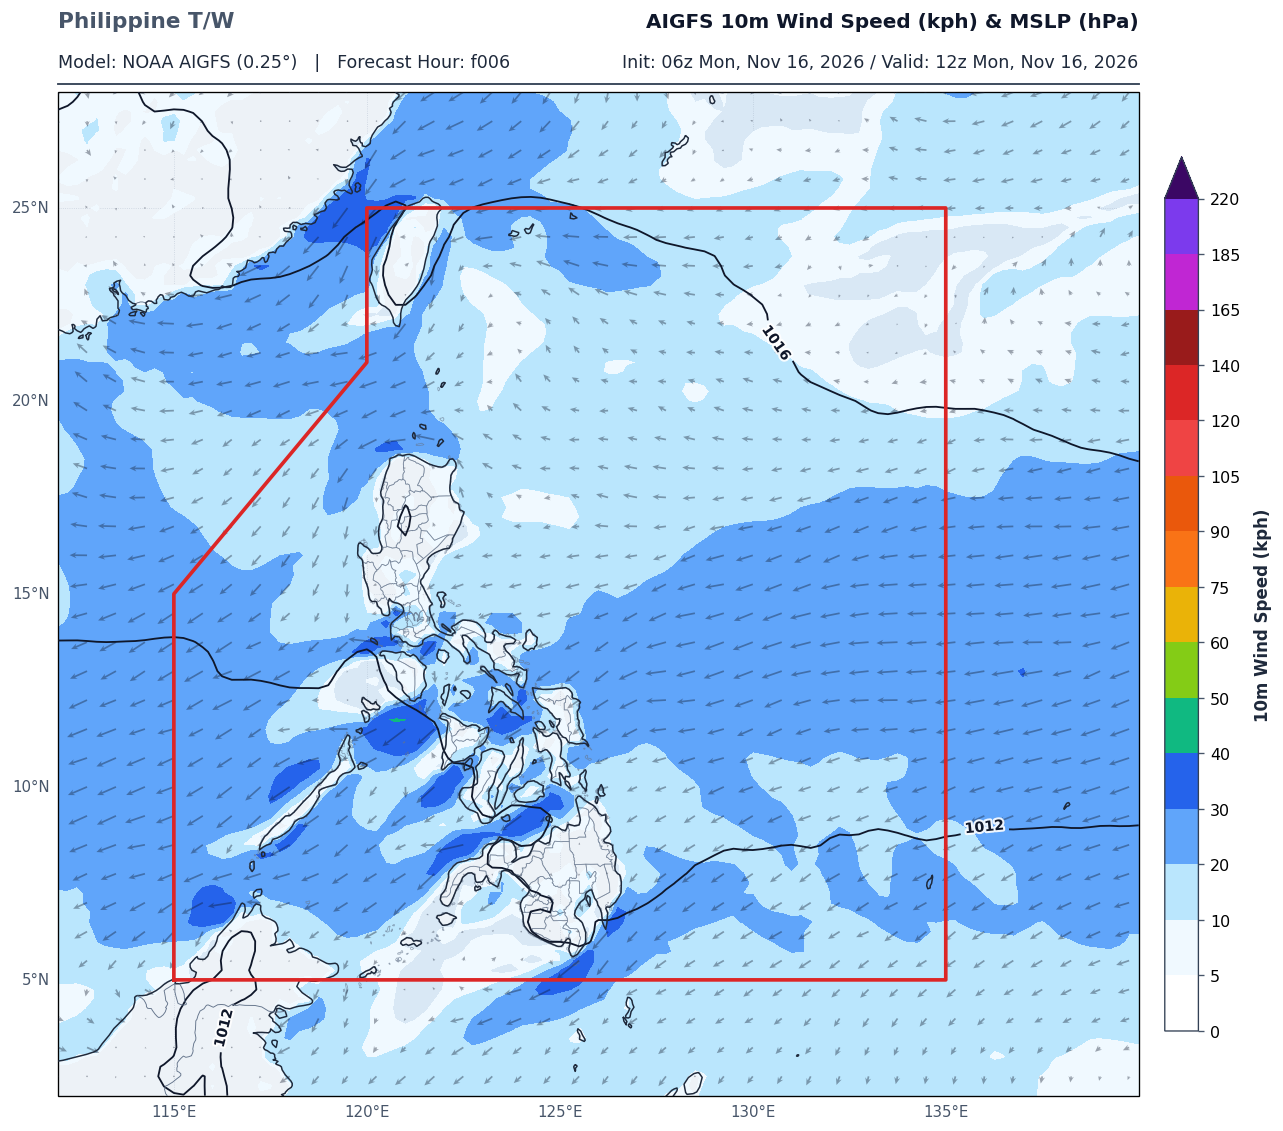 Philippine T/W
AIGFS 10m Wind Speed (kph) & MSLP (hPa)
Model: NOAA AIGFS (0.25°) | Forecast Hour: f006
Init: 06z Mon, Nov 16, 2026 / Valid: 12z Mon, Nov 16, 2026
25°N
20°N
15°N
10°N
5°N
115°E
120°E
125°E
130°E
135°E
1016
1012
1012
220
185
165
140
120
105
90
75
60
50
40
30
20
10
5
0
10m Wind Speed (kph)